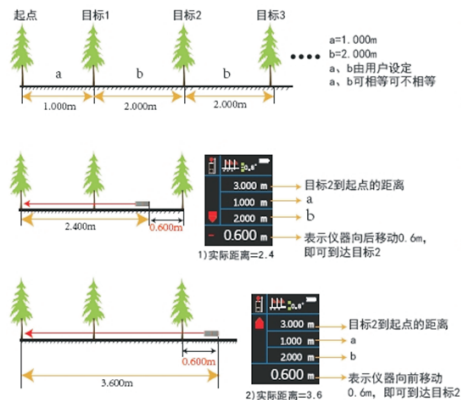 起点 目标1 目标2 目标3
a b b
1.000m 2.000m 2.000m
a=1.000m
b=2.000m
a、b由用户设定
a、b可相等可不相等
2.400m 0.600m
3.000 m
1.000 m
2.000 m
- 0.600 m
目标2到起点的距离
a
b
表示仪器向后移动0.6m,
即可到达目标2
1)实际距离=2.4
0.600m
3.600m
3.000 m
1.000 m
2.000 m
0.600 m
目标2到起点的距离
a
b
表示仪器向前移动
0.6m, 即可到达目标2
2)实际距离=3.6